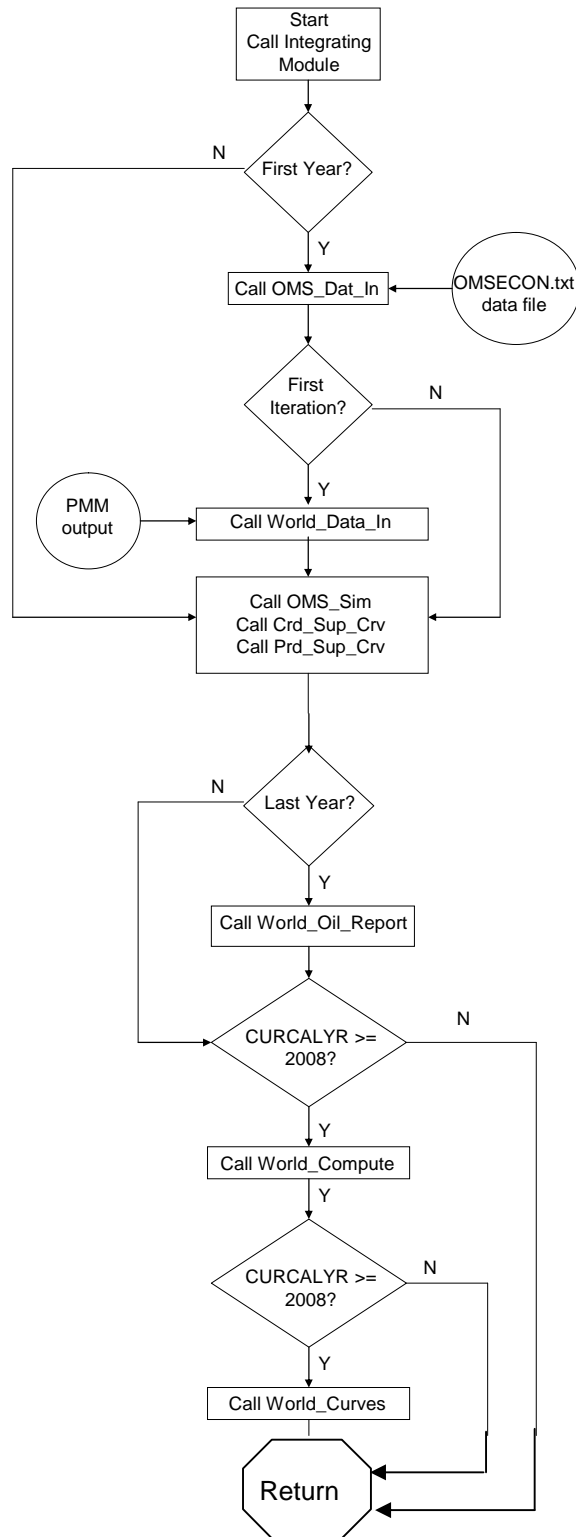 Start
Call Integrating
Module
N
First Year?
Y
Call OMS_Dat_In
OMSECON.txt
data file
First
Iteration?
N
Y
PMM
output
Call World_Data_In
Call OMS_Sim
Call Crd_Sup_Crv
Call Prd_Sup_Crv
N
Last Year?
Y
Call World_Oil_Report
N
CURCALYR >=
2008?
Y
Call World_Compute
Y
N
CURCALYR >=
2008?
Y
Call World_Curves
Return